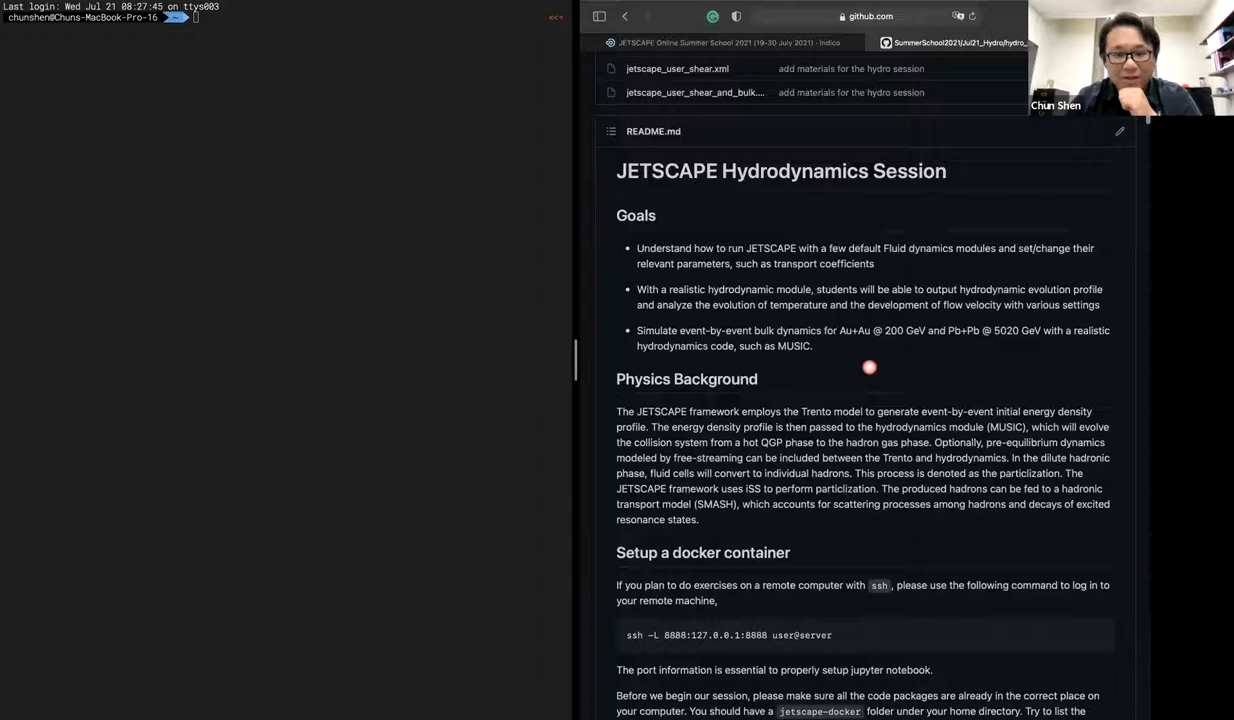 Last login: Wed Jul 21 08:27:45 on ttys003
chunshen@Chuns-MacBook-Pro-16 ~
<<<
github.com
JETSCAPE Online Summer School 2021 (19-30 July 2021) · Indico
SummerSchool2021/Jul21_Hydro/hydro_
Chun Shen
jetscape_user_shear.xml add materials for the hydro session
jetscape_user_shear_and_bulk.... add materials for the hydro session
README.md
JETSCAPE Hydrodynamics Session
Goals
• Understand how to run JETSCAPE with a few default Fluid dynamics modules and set/change their
relevant parameters, such as transport coefficients
• With a realistic hydrodynamic module, students will be able to output hydrodynamic evolution profile
and analyze the evolution of temperature and the development of flow velocity with various settings
• Simulate event-by-event bulk dynamics for Au+Au @ 200 GeV and Pb+Pb @ 5020 GeV with a realistic
hydrodynamics code, such as MUSIC.
Physics Background
The JETSCAPE framework employs the Trento model to generate event-by-event initial energy density
profile. The energy density profile is then passed to the hydrodynamics module (MUSIC), which will evolve
the collision system from a hot QGP phase to the hadron gas phase. Optionally, pre-equilibrium dynamics
modeled by free-streaming can be included between the Trento and hydrodynamics. In the dilute hadronic
phase, fluid cells will convert to individual hadrons. This process is denoted as the particlization. The
JETSCAPE framework uses iSS to perform particlization. The produced hadrons can be fed to a hadronic
transport model (SMASH), which accounts for scattering processes among hadrons and decays of excited
resonance states.
Setup a docker container
If you plan to do exercises on a remote computer with ssh, please use the following command to log in to
your remote machine,
ssh -L 8888:127.0.0.1:8888 user@server
The port information is essential to properly setup jupyter notebook.
Before we begin our session, please make sure all the code packages are already in the correct place on
your computer. You should have a jetscape-docker folder under your home directory. Try to list the